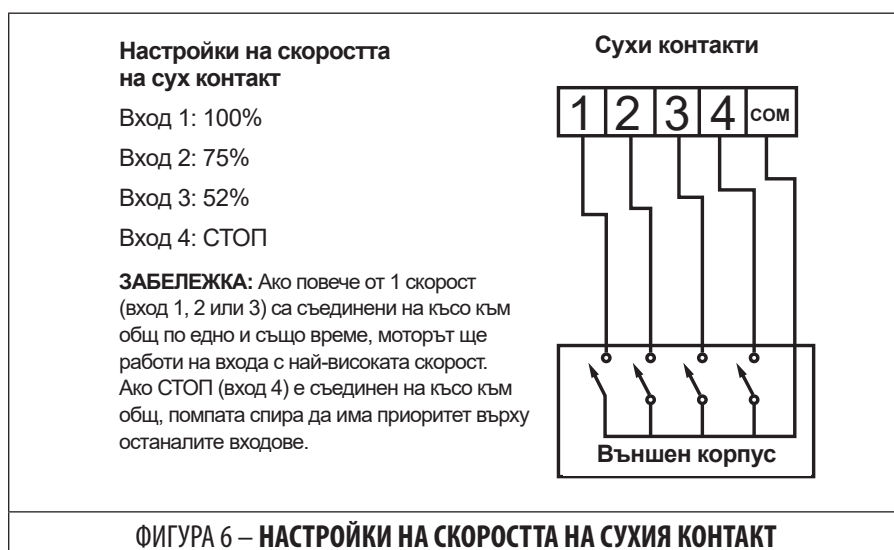 Настройки на скоростта
на сух контакт
Вход 1: 100%
Вход 2: 75%
Вход 3: 52%
Вход 4: СТОП
ЗАБЕЛЕЖКА: Ако повече от 1 скорост
(вход 1, 2 или 3) са съединени на късо към
общ по едно и също време, моторът ще
работи на входа с най-високата скорост.
Ако СТОП (вход 4) е съединен на късо към
общ, помпата спира да има приоритет върху
останалите входове.
Сухи контакти
1 2 3 4 COM
Външен корпус
ФИГУРА 6 – НАСТРОЙКИ НА СКОРОСТТА НА СУХИЯ КОНТАКТ